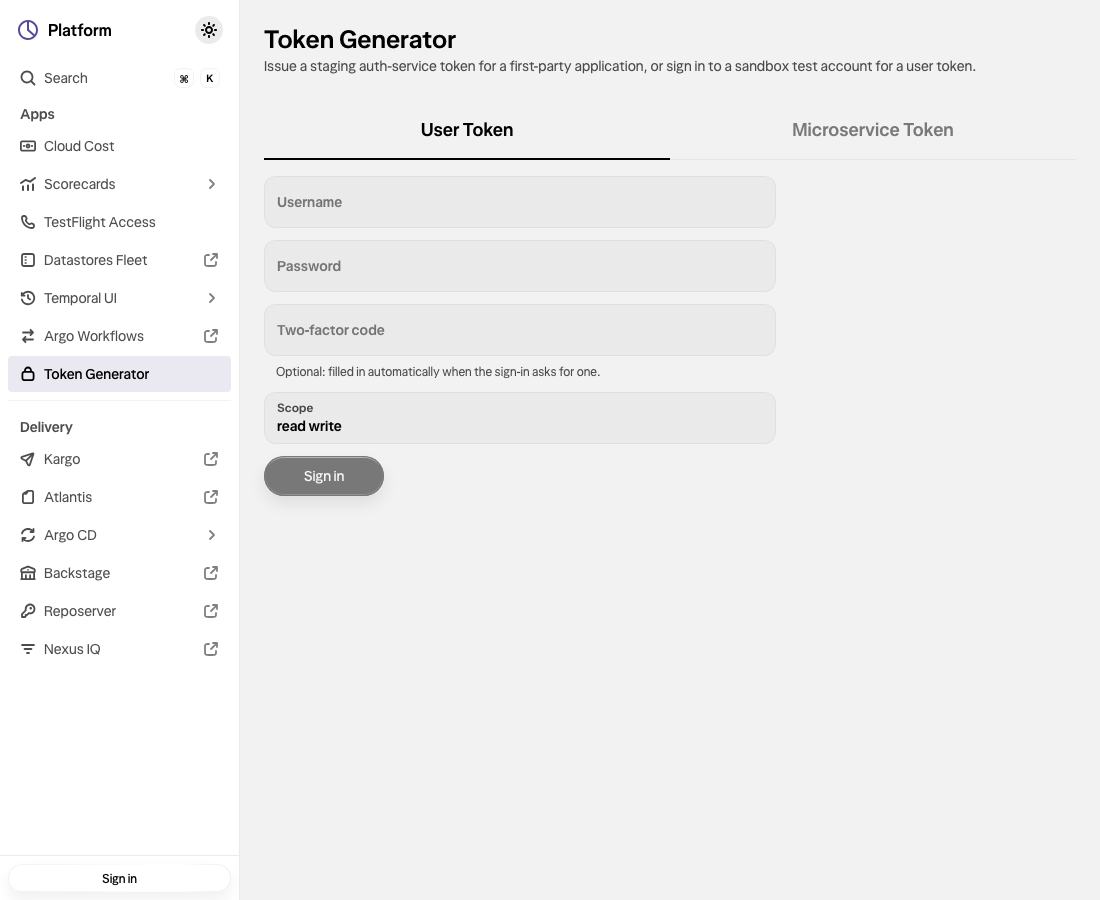 Platform
Search ⌘ K
Apps
Cloud Cost
Scorecards
TestFlight Access
Datastores Fleet
Temporal UI
Argo Workflows
Token Generator
Delivery
Kargo
Atlantis
Argo CD
Backstage
Reposerver
Nexus IQ
Sign in
Token Generator
Issue a staging auth-service token for a first-party application, or sign in to a sandbox test account for a user token.
User Token
Microservice Token
Username
Password
Two-factor code
Optional: filled in automatically when the sign-in asks for one.
Scope
read write
Sign in